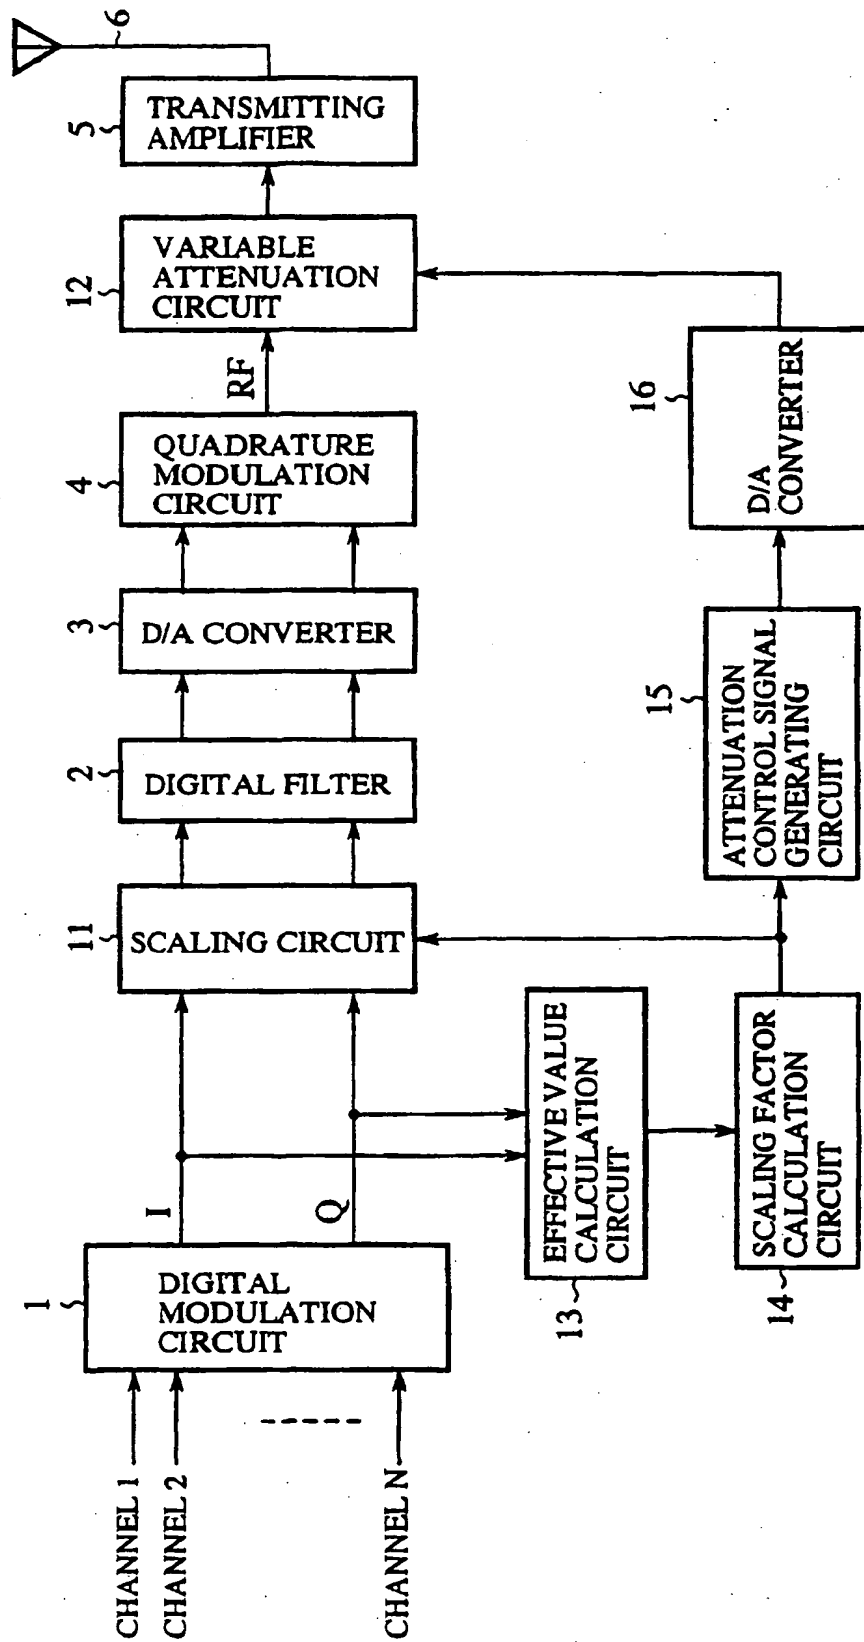 CHANNEL 1
CHANNEL 2
CHANNEL N
1
DIGITAL
MODULATION
CIRCUIT
I
Q
11
SCALING CIRCUIT
2
DIGITAL FILTER
3
D/A CONVERTER
4
QUADRATURE
MODULATION
CIRCUIT
RF
12
VARIABLE
ATTENUATION
CIRCUIT
5
TRANSMITTING
AMPLIFIER
6
13
EFFECTIVE VALUE
CALCULATION
CIRCUIT
14
SCALING FACTOR
CALCULATION
CIRCUIT
15
ATTENUATION
CONTROL SIGNAL
GENERATING
CIRCUIT
16
D/A
CONVERTER